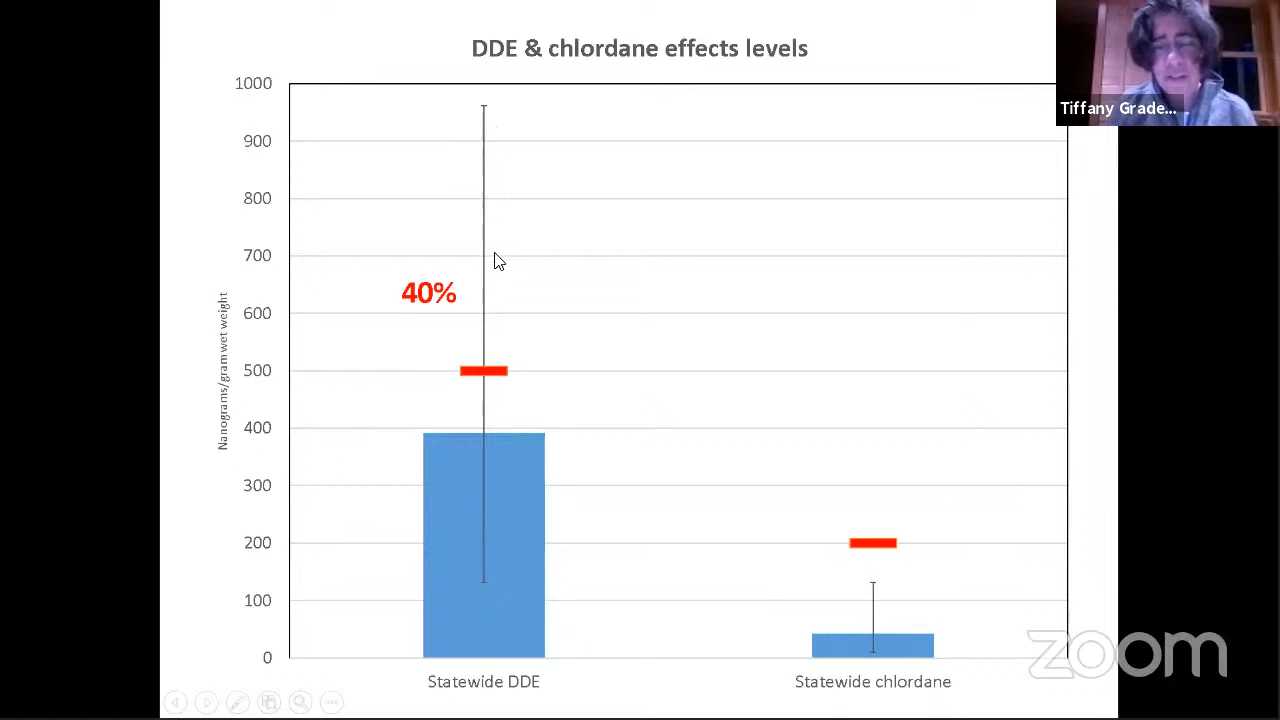 DDE & chlordane effects levels
Tiffany Grade...
1000
900
800
700
600
500
400
300
200
100
0
Nanograms/gram wet weight
40%
Statewide DDE
Statewide chlordane
zoom